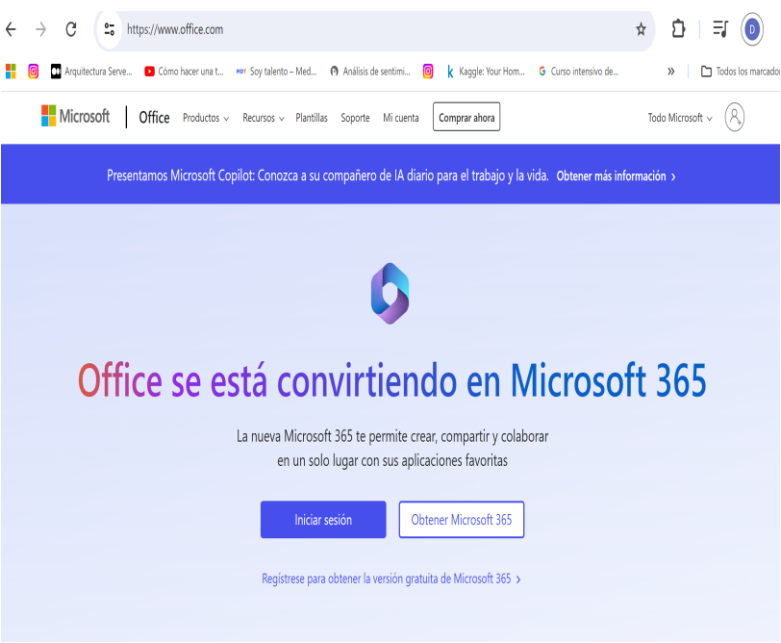 https://www.office.com
Arquitectura Serve... Cómo hacer una t... Soy talento – Med... Análisis de sentimi... Kaggle: Your Hom... Curso intensivo de... » Todos los marcador
Microsoft | Office Productos Recursos Plantillas Soporte Mi cuenta Comprar ahora Todo Microsoft
Presentamos Microsoft Copilot: Conozca a su compañero de IA diario para el trabajo y la vida. Obtener más información >
Office se está convirtiendo en Microsoft 365
La nueva Microsoft 365 te permite crear, compartir y colaborar
en un solo lugar con sus aplicaciones favoritas
Iniciar sesión Obtener Microsoft 365
Regístrese para obtener la versión gratuita de Microsoft 365 >